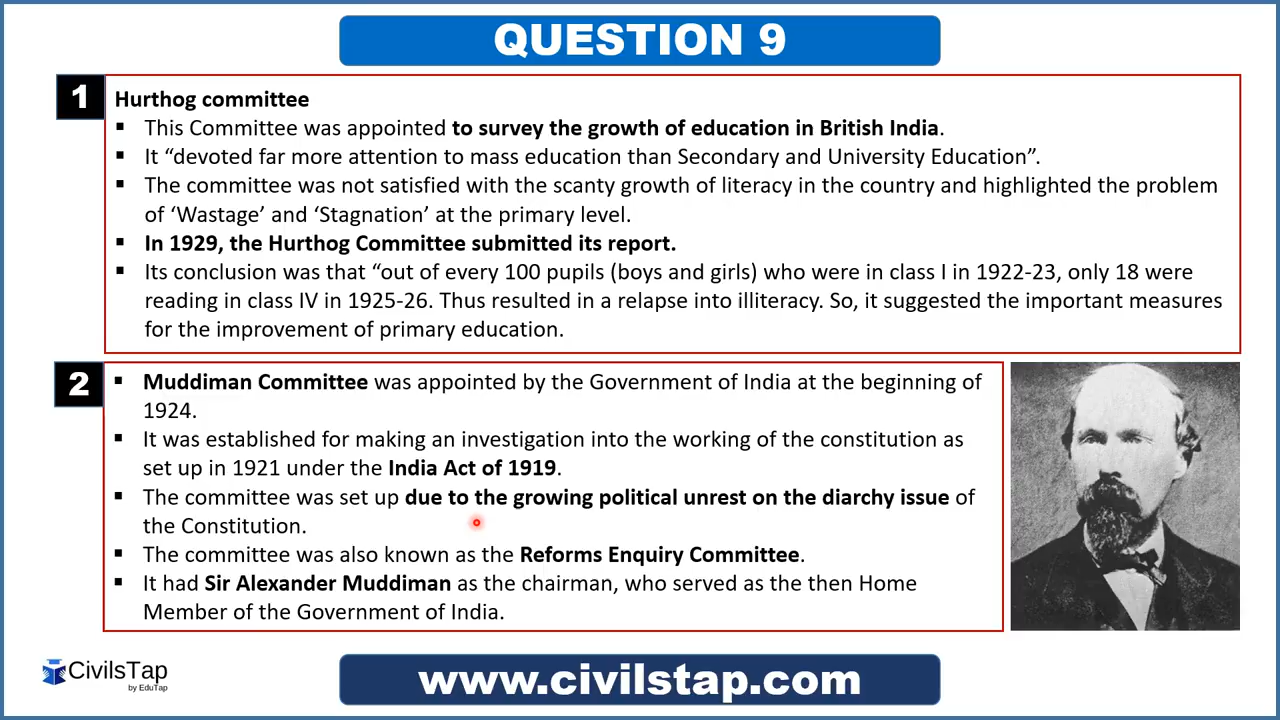 QUESTION 9
1
Hurthog committee
▪ This Committee was appointed to survey the growth of education in British India.
▪ It “devoted far more attention to mass education than Secondary and University Education”.
▪ The committee was not satisfied with the scanty growth of literacy in the country and highlighted the problem
of ‘Wastage’ and ‘Stagnation’ at the primary level.
▪ In 1929, the Hurthog Committee submitted its report.
▪ Its conclusion was that “out of every 100 pupils (boys and girls) who were in class I in 1922-23, only 18 were
reading in class IV in 1925-26. Thus resulted in a relapse into illiteracy. So, it suggested the important measures
for the improvement of primary education.
2
▪ Muddiman Committee was appointed by the Government of India at the beginning of
1924.
▪ It was established for making an investigation into the working of the constitution as
set up in 1921 under the India Act of 1919.
▪ The committee was set up due to the growing political unrest on the diarchy issue of
the Constitution.
▪ The committee was also known as the Reforms Enquiry Committee.
▪ It had Sir Alexander Muddiman as the chairman, who served as the then Home
Member of the Government of India.
CivilsTap
by EduTap
www.civilstap.com